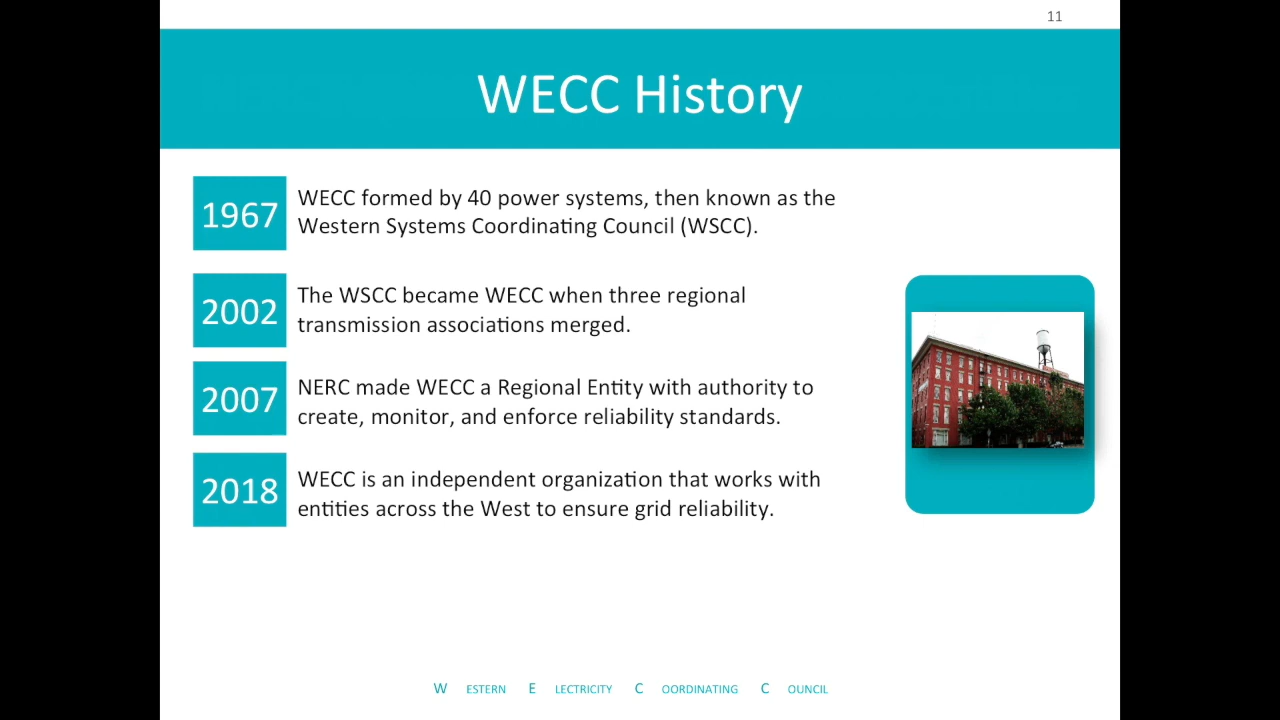 11
WECC History
1967
WECC formed by 40 power systems, then known as the
Western Systems Coordinating Council (WSCC).
2002
The WSCC became WECC when three regional
transmission associations merged.
2007
NERC made WECC a Regional Entity with authority to
create, monitor, and enforce reliability standards.
2018
WECC is an independent organization that works with
entities across the West to ensure grid reliability.
W ESTERN E LECTRICITY C OORDINATING C OUNCIL